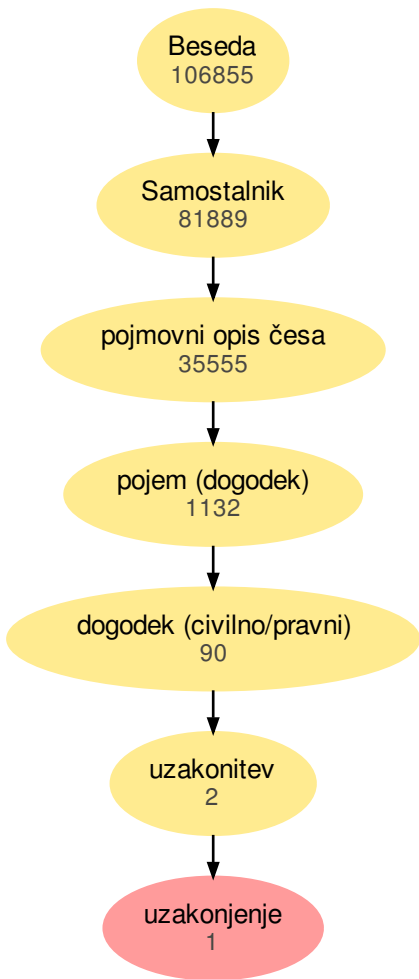 Beseda
106855
Samostalnik
81889
pojmovni opis česa
35555
pojem (dogodek)
1132
dogodek (civilno/pravni)
90
uzakonitev
2
uzakonjenje
1